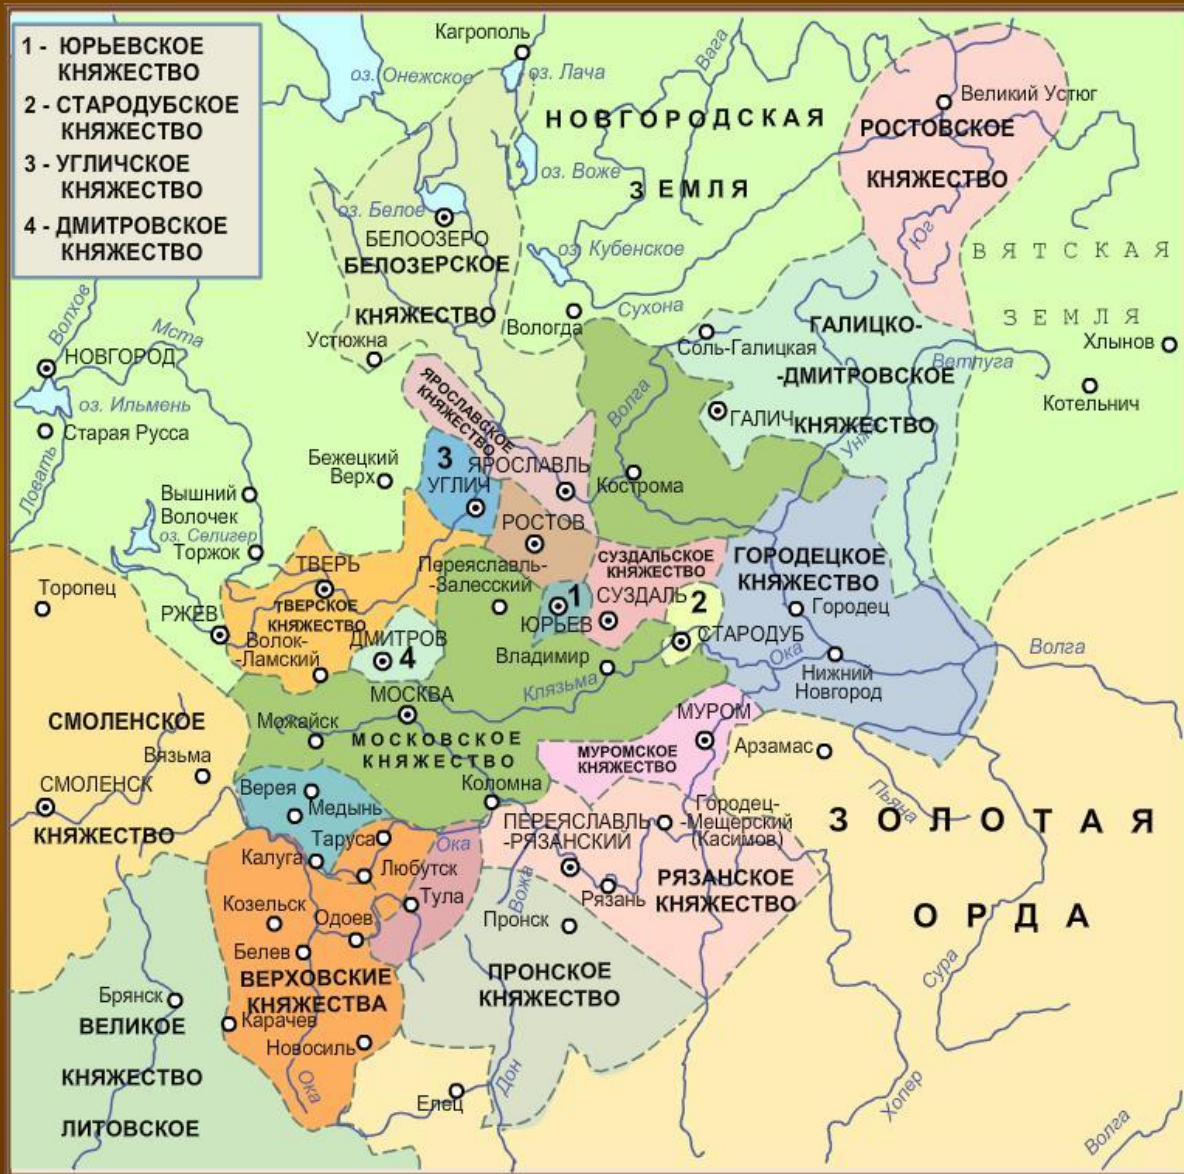 1 - ЮРЬЕВСКОЕ
КНЯЖЕСТВО
2 - СТАРОДУБСКОЕ
КНЯЖЕСТВО
3 - УГЛИЧСКОЕ
КНЯЖЕСТВО
4 - ДМИТРОВСКОЕ
КНЯЖЕСТВО
Кагрополь
оз. Онежское
оз. Лача
Вага
НОВГОРОДСКАЯ
ЗЕМЛЯ
Великий Устюг
РОСТОВСКОЕ
КНЯЖЕСТВО
Юг
оз. Воже
оз. Белое
БЕЛООЗЕРО
БЕЛОЗЕРСКОЕ
КНЯЖЕСТВО
оз. Кубенское
ВЯТСКАЯ
ЗЕМЛЯ
Хлынов
Котельнич
Ветлуга
Сухона
Вологда
Устюжна
Соль-Галицкая
ГАЛИЦКО-
-ДМИТРОВСКОЕ
КНЯЖЕСТВО
ГАЛИЧ
Унжа
Волга
Кострома
Волхов
Мста
НОВГОРОД
оз. Ильмень
Старая Русса
Ловать
ЯРОСЛАВСКОЕ
КНЯЖЕСТВО
3
УГЛИЧ
ЯРОСЛАВЛЬ
Бежецкий
Верх
Вышний
Волочек
оз. Селигер
Торжок
РОСТОВ
Торопец
РЖЕВ
ТВЕРЬ
ТВЕРСКОЕ
КНЯЖЕСТВО
Волок-
-Ламский
ДМИТРОВ
4
Переяславль-
-Залесский
1
ЮРЬЕВ
СУЗДАЛЬСКОЕ
КНЯЖЕСТВО
СУЗДАЛЬ
2
СТАРОДУБ
ГОРОДЕЦКОЕ
КНЯЖЕСТВО
Городец
Ока
Нижний
Новгород
Волга
Владимир
Клязьма
МОСКВА
Можайск
МОСКОВСКОЕ
КНЯЖЕСТВО
Коломна
МУРОМ
МУРОМСКОЕ
КНЯЖЕСТВО
Арзамас
Пьяна
СМОЛЕНСКОЕ
Вязьма
СМОЛЕНСК
КНЯЖЕСТВО
Верея
Медынь
Таруса
Калуга
Любутск
Ока
Тула
Козельск
Одоев
Белев
ВЕРХОВСКИЕ
КНЯЖЕСТВА
Карачев
Новосиль
Ока
ПЕРЕЯСЛАВЛЬ
-РЯЗАНСКИЙ
Городец-
-Мещерский
(Касимов)
Вожа
Рязань
РЯЗАНСКОЕ
КНЯЖЕСТВО
Пронск
ПРОНСКОЕ
КНЯЖЕСТВО
ЗОЛОТАЯ
ОРДА
Сура
Хопер
Волга
Брянск
ВЕЛИКОЕ
КНЯЖЕСТВО
ЛИТОВСКОЕ
Елец
Дон